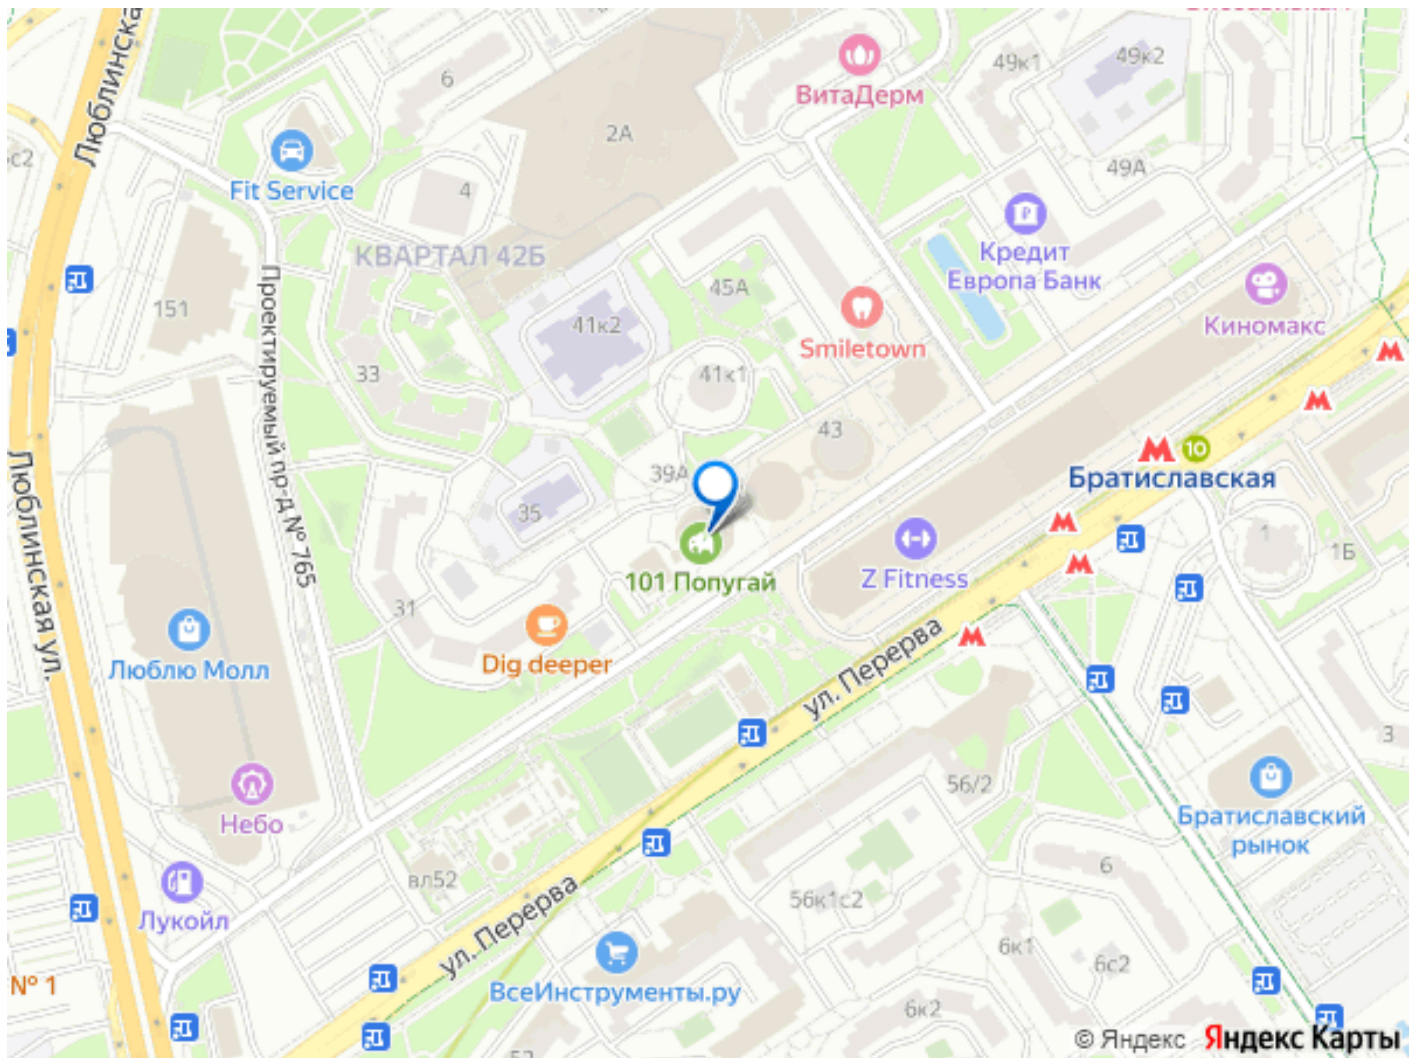 Люблинская
6
ВитаДерм
49к1
49к2
2А
Fit Service
4
49А
КВАРТАЛ 42Б
Кредит
Европа Банк
151
Проектируемый пр-д № 765
45А
41к2
Smiletown
Киномакс
33
41к1
43
39А
10
Братиславская
Люблинская ул.
35
101 Попугай
Z Fitness
1
1Б
31
Dig deeper
Люблю Молл
ул. Перерва
3
56/2
Небо
Братиславский
рынок
вл52
6
56к1с2
Лукойл
ул. Перерва
6к1
6с2
№ 1
ВсеИнструменты.ру
6к2
© Яндекс Яндекс Карты